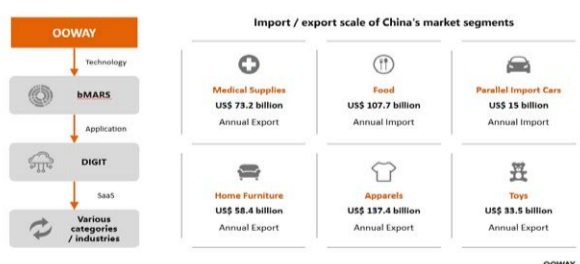 OOWAY
Technology
bMARS
Application
DIGIT
SaaS
Various
categories
/ industries
Import / export scale of China's market segments
Medical Supplies
US$ 73.2 billion
Annual Export
Food
US$ 107.7 billion
Annual Import
Parallel Import Cars
US$ 15 billion
Annual Import
Home Furniture
US$ 58.4 billion
Annual Export
Apparels
US$ 137.4 billion
Annual Export
Toys
US$ 33.5 billion
Annual Export
OOWAY